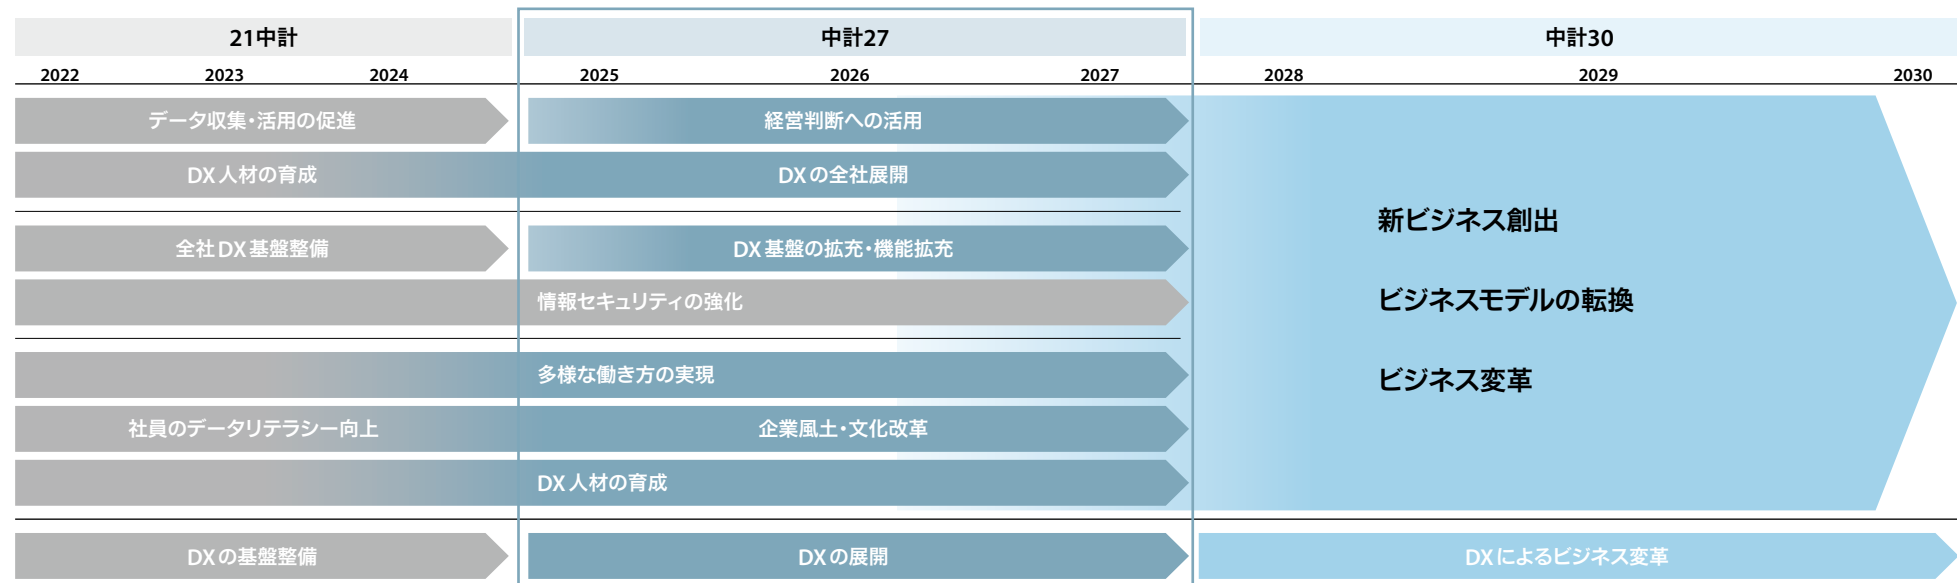 21中計
中計27
中計30
2022 2023 2024 2025 2026 2027 2028 2029 2030
データ収集・活用の促進
経営判断への活用
DX人材の育成
DXの全社展開
全社DX基盤整備
DX基盤の拡充・機能拡充
情報セキュリティの強化
多様な働き方の実現
社員のデータリテラシー向上
企業風土・文化改革
DX人材の育成
新ビジネス創出
ビジネスモデルの転換
ビジネス変革
DXの基盤整備
DXの展開
DXによるビジネス変革